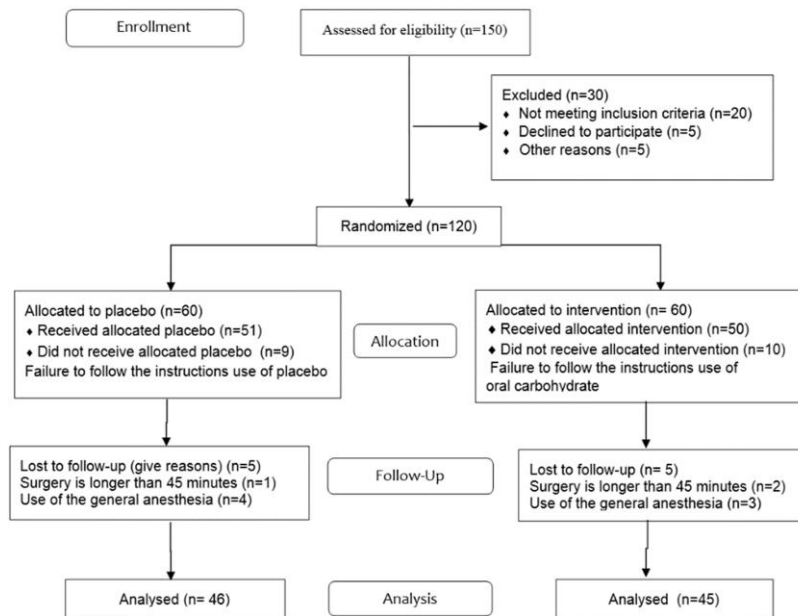 Enrollment
Assessed for eligibility (n=150)
Excluded (n=30)
♦ Not meeting inclusion criteria (n=20)
♦ Declined to participate (n=5)
♦ Other reasons (n=5)
Randomized (n=120)
Allocated to placebo (n=60)
♦ Received allocated placebo (n=51)
♦ Did not receive allocated placebo (n=9)
Failure to follow the instructions use of placebo
Allocation
Allocated to intervention (n= 60)
♦ Received allocated intervention (n=50)
♦ Did not receive allocated intervention (n=10)
Failure to follow the instructions use of
oral carbohydrate
Lost to follow-up (give reasons) (n=5)
Surgery is longer than 45 minutes (n=1)
Use of the general anesthesia (n=4)
Follow-Up
Lost to follow-up (n= 5)
Surgery is longer than 45 minutes (n=2)
Use of the general anesthesia (n=3)
Analysed (n= 46)
Analysis
Analysed (n=45)